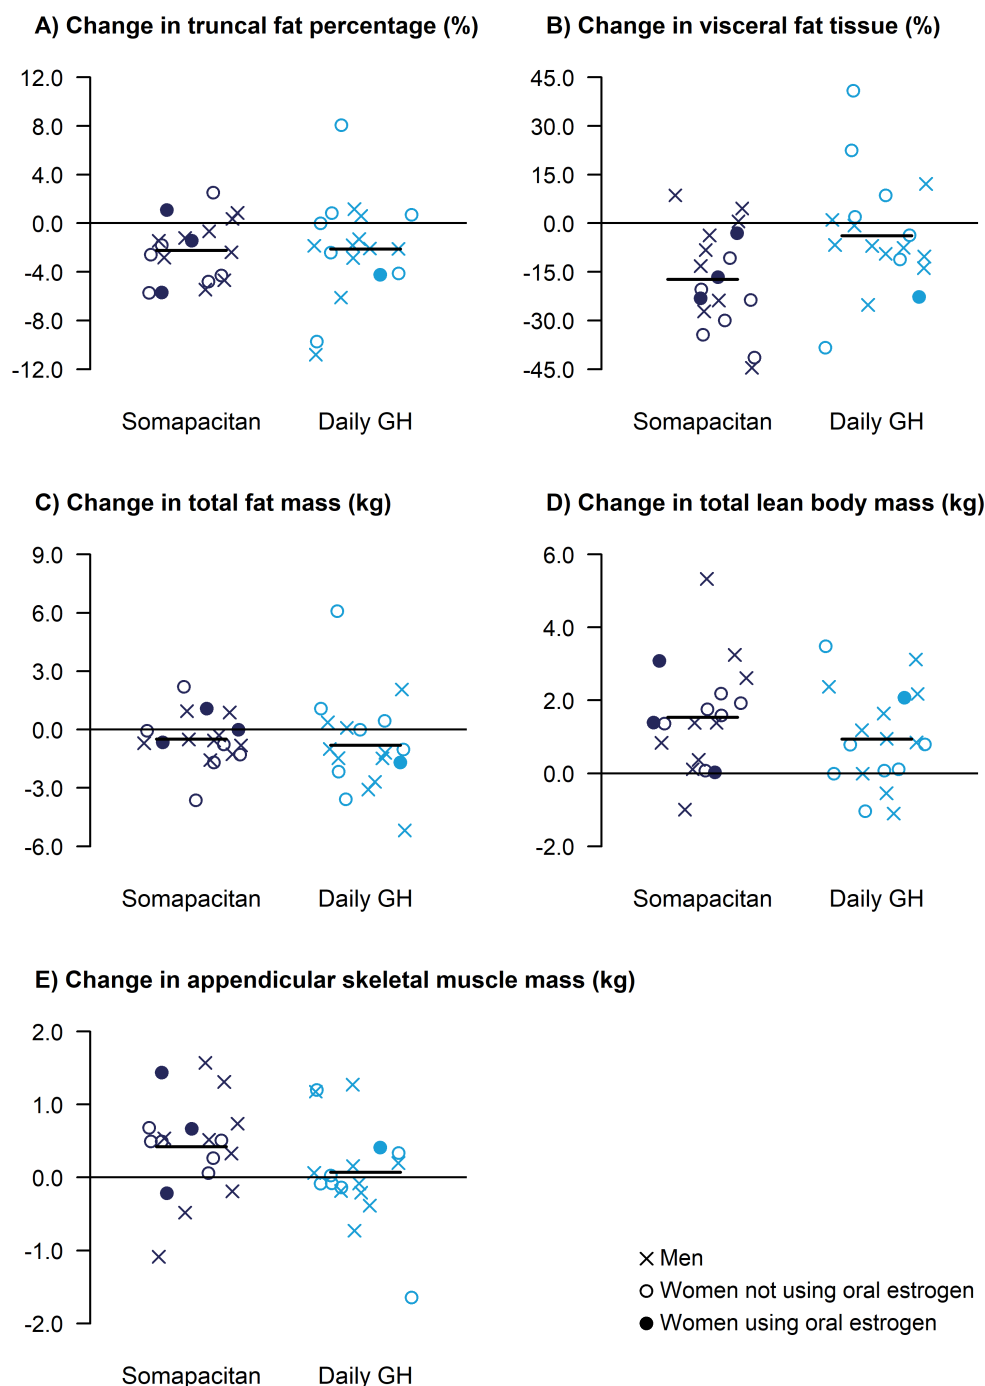 A) Change in truncal fat percentage (%)
12.0
8.0
4.0
0.0
-4.0
-8.0
-12.0
Somapacitan Daily GH
B) Change in visceral fat tissue (%)
45.0
30.0
15.0
0.0
-15.0
-30.0
-45.0
Somapacitan Daily GH
C) Change in total fat mass (kg)
9.0
6.0
3.0
0.0
-3.0
-6.0
Somapacitan Daily GH
D) Change in total lean body mass (kg)
6.0
4.0
2.0
0.0
-2.0
Somapacitan Daily GH
E) Change in appendicular skeletal muscle mass (kg)
2.0
1.0
0.0
-1.0
-2.0
Somapacitan Daily GH
Men
Women not using oral estrogen
Women using oral estrogen